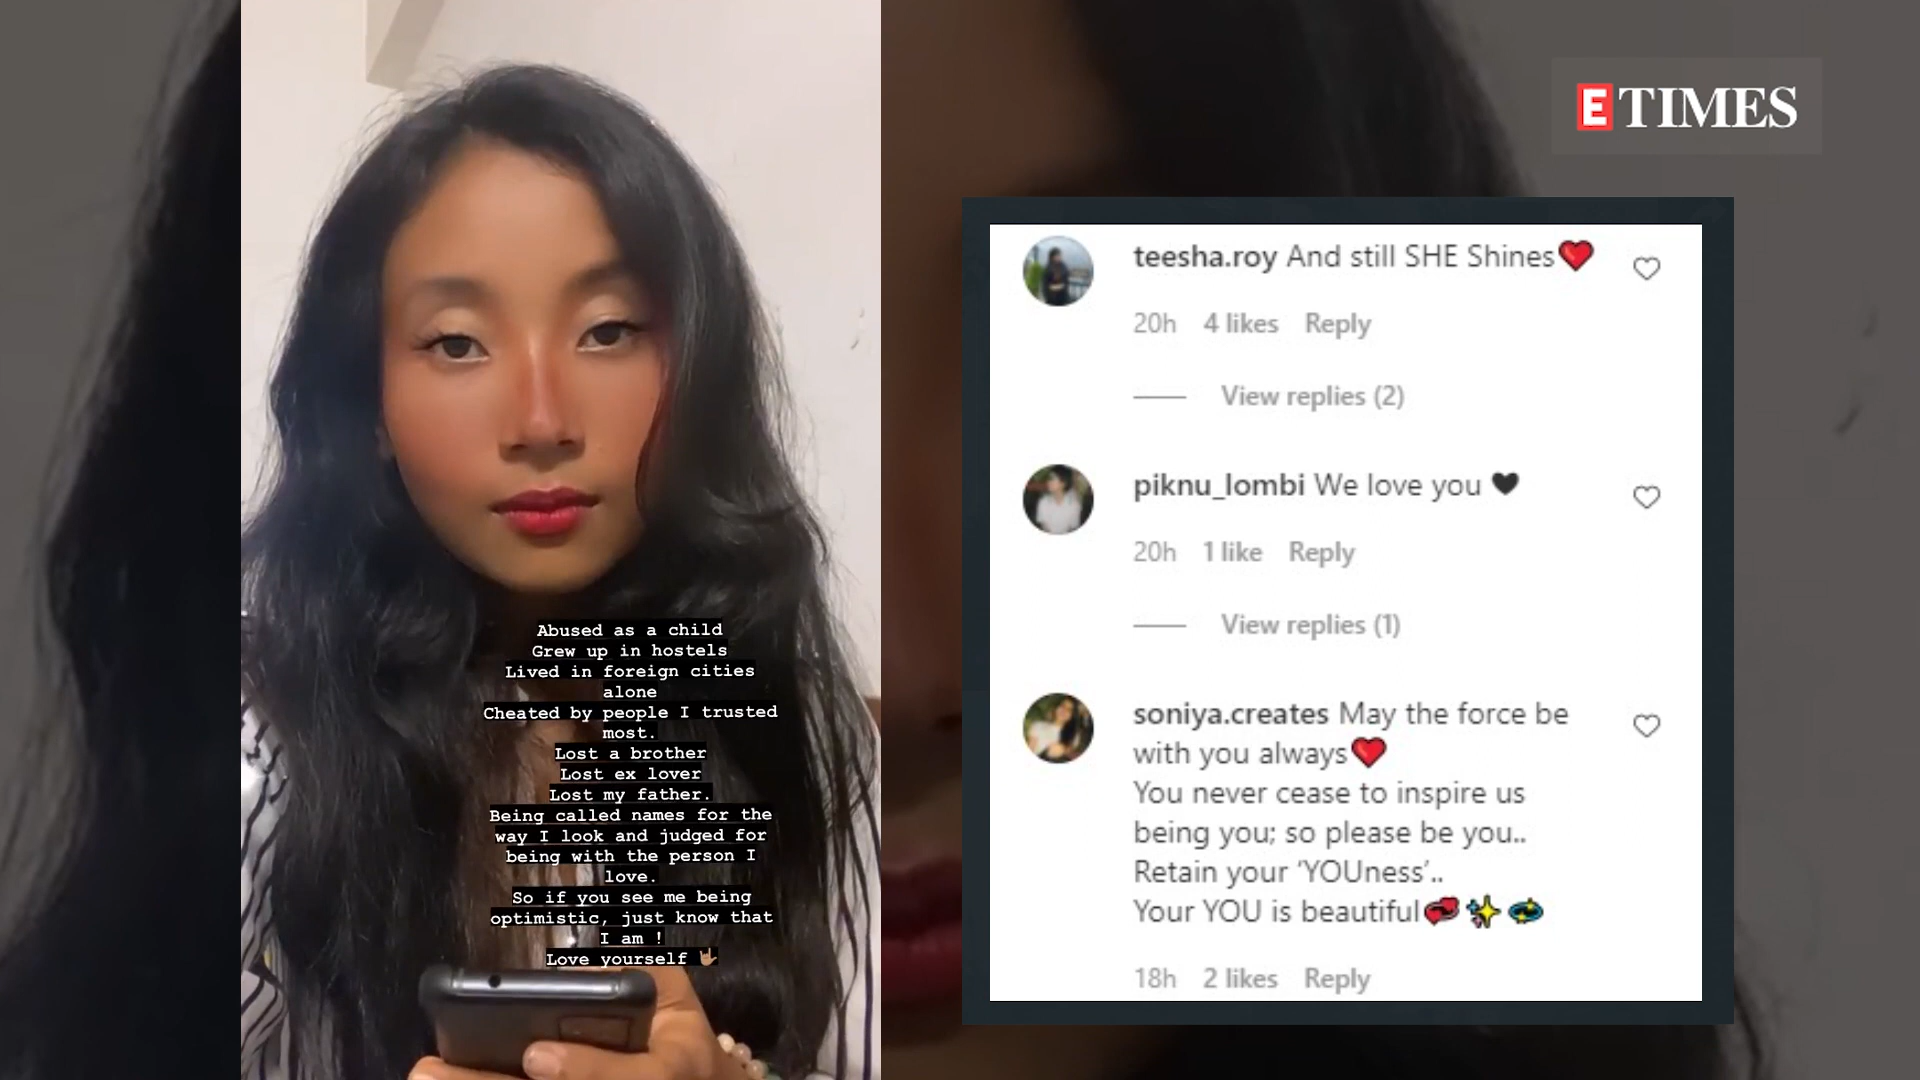 E TIMES
Abused as a child
Grew up in hostels
Lived in foreign cities
alone
Cheated by people I trusted
most.
Lost a brother
Lost ex lover
Lost my father.
Being called names for the
way I look and judged for
being with the person I
love.
So if you see me being
optimistic, just know that
I am !
Love yourself 🤟🏽
teesha.roy And still SHE Shines❤️
20h 4 likes Reply
View replies (2)
piknu_lombi We love you 🖤
20h 1 like Reply
View replies (1)
soniya.creates May the force be
with you always❤️
You never cease to inspire us
being you; so please be you..
Retain your ‘YOUness’..
Your YOU is beautiful💞✨💫
18h 2 likes Reply